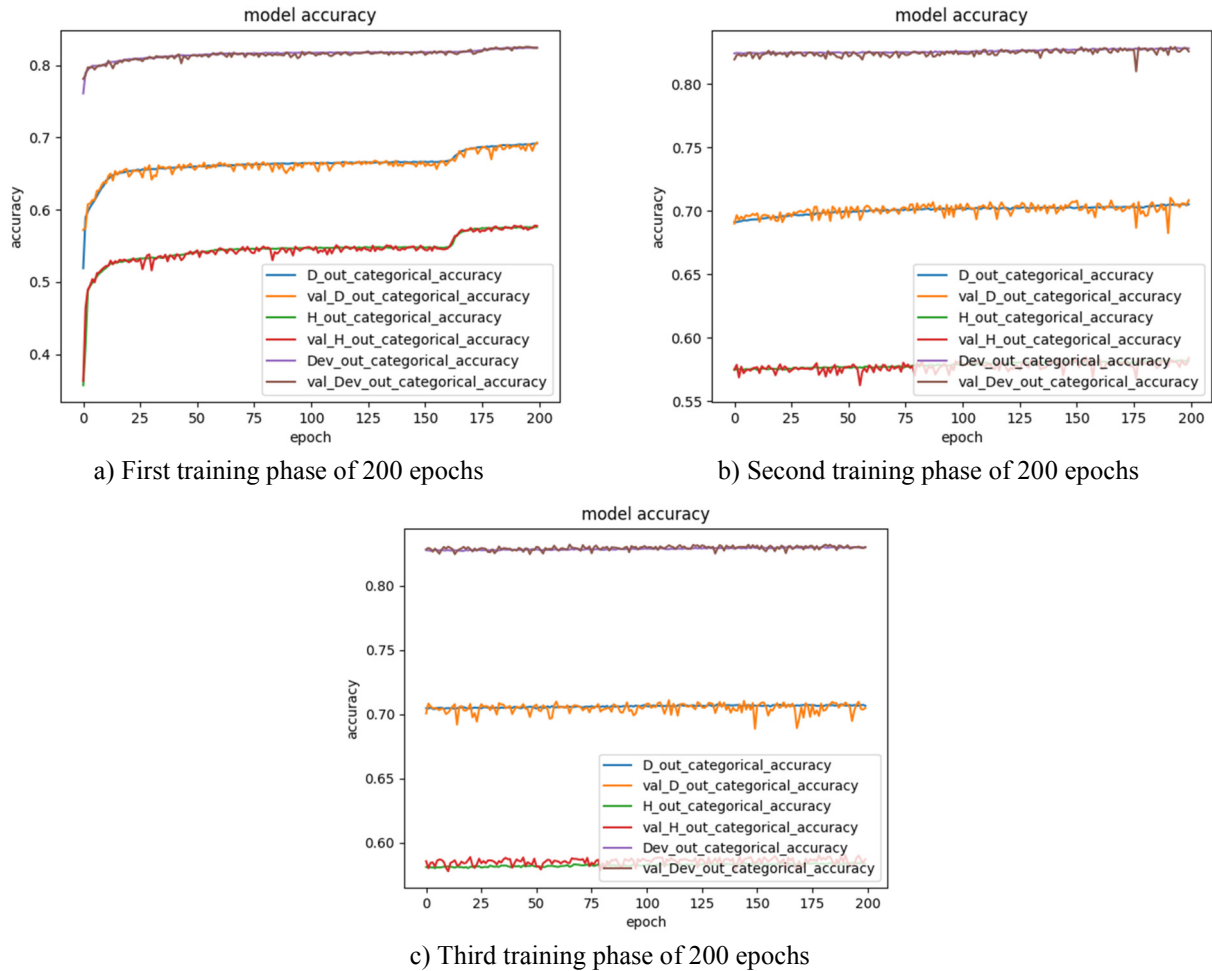 model accuracy
0.8
0.7
0.6
0.5
0.4
accuracy
D_out_categorical_accuracy
val_D_out_categorical_accuracy
H_out_categorical_accuracy
val_H_out_categorical_accuracy
Dev_out_categorical_accuracy
val_Dev_out_categorical_accuracy
0 25 50 75 100 125 150 175 200
epoch
a) First training phase of 200 epochs
model accuracy
0.80
0.75
0.70
0.65
0.60
0.55
accuracy
D_out_categorical_accuracy
val_D_out_categorical_accuracy
H_out_categorical_accuracy
val_H_out_categorical_accuracy
Dev_out_categorical_accuracy
val_Dev_out_categorical_accuracy
0 25 50 75 100 125 150 175 200
epoch
b) Second training phase of 200 epochs
model accuracy
0.80
0.75
0.70
0.65
0.60
accuracy
D_out_categorical_accuracy
val_D_out_categorical_accuracy
H_out_categorical_accuracy
val_H_out_categorical_accuracy
Dev_out_categorical_accuracy
val_Dev_out_categorical_accuracy
0 25 50 75 100 125 150 175 200
epoch
c) Third training phase of 200 epochs